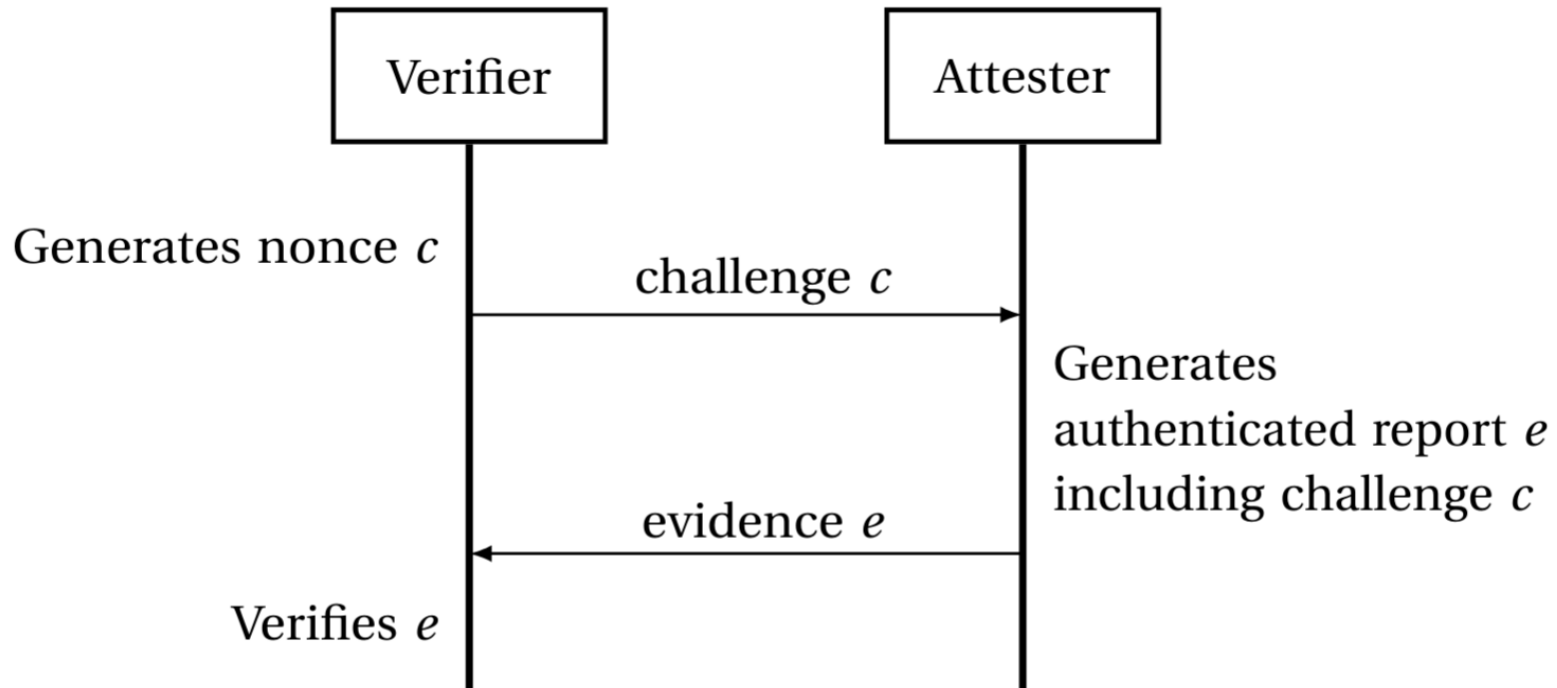 Verifier
Attester
Generates nonce c
challenge c
Generates
authenticated report e
including challenge c
evidence e
Verifies e